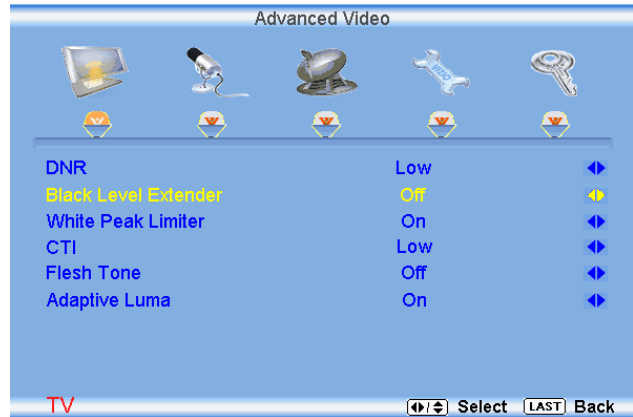 Advanced Video
VIZIO
DNR Low
Black Level Extender Off
White Peak Limiter On
CTI Low
Flesh Tone Off
Adaptive Luma On
TV Select LAST Back